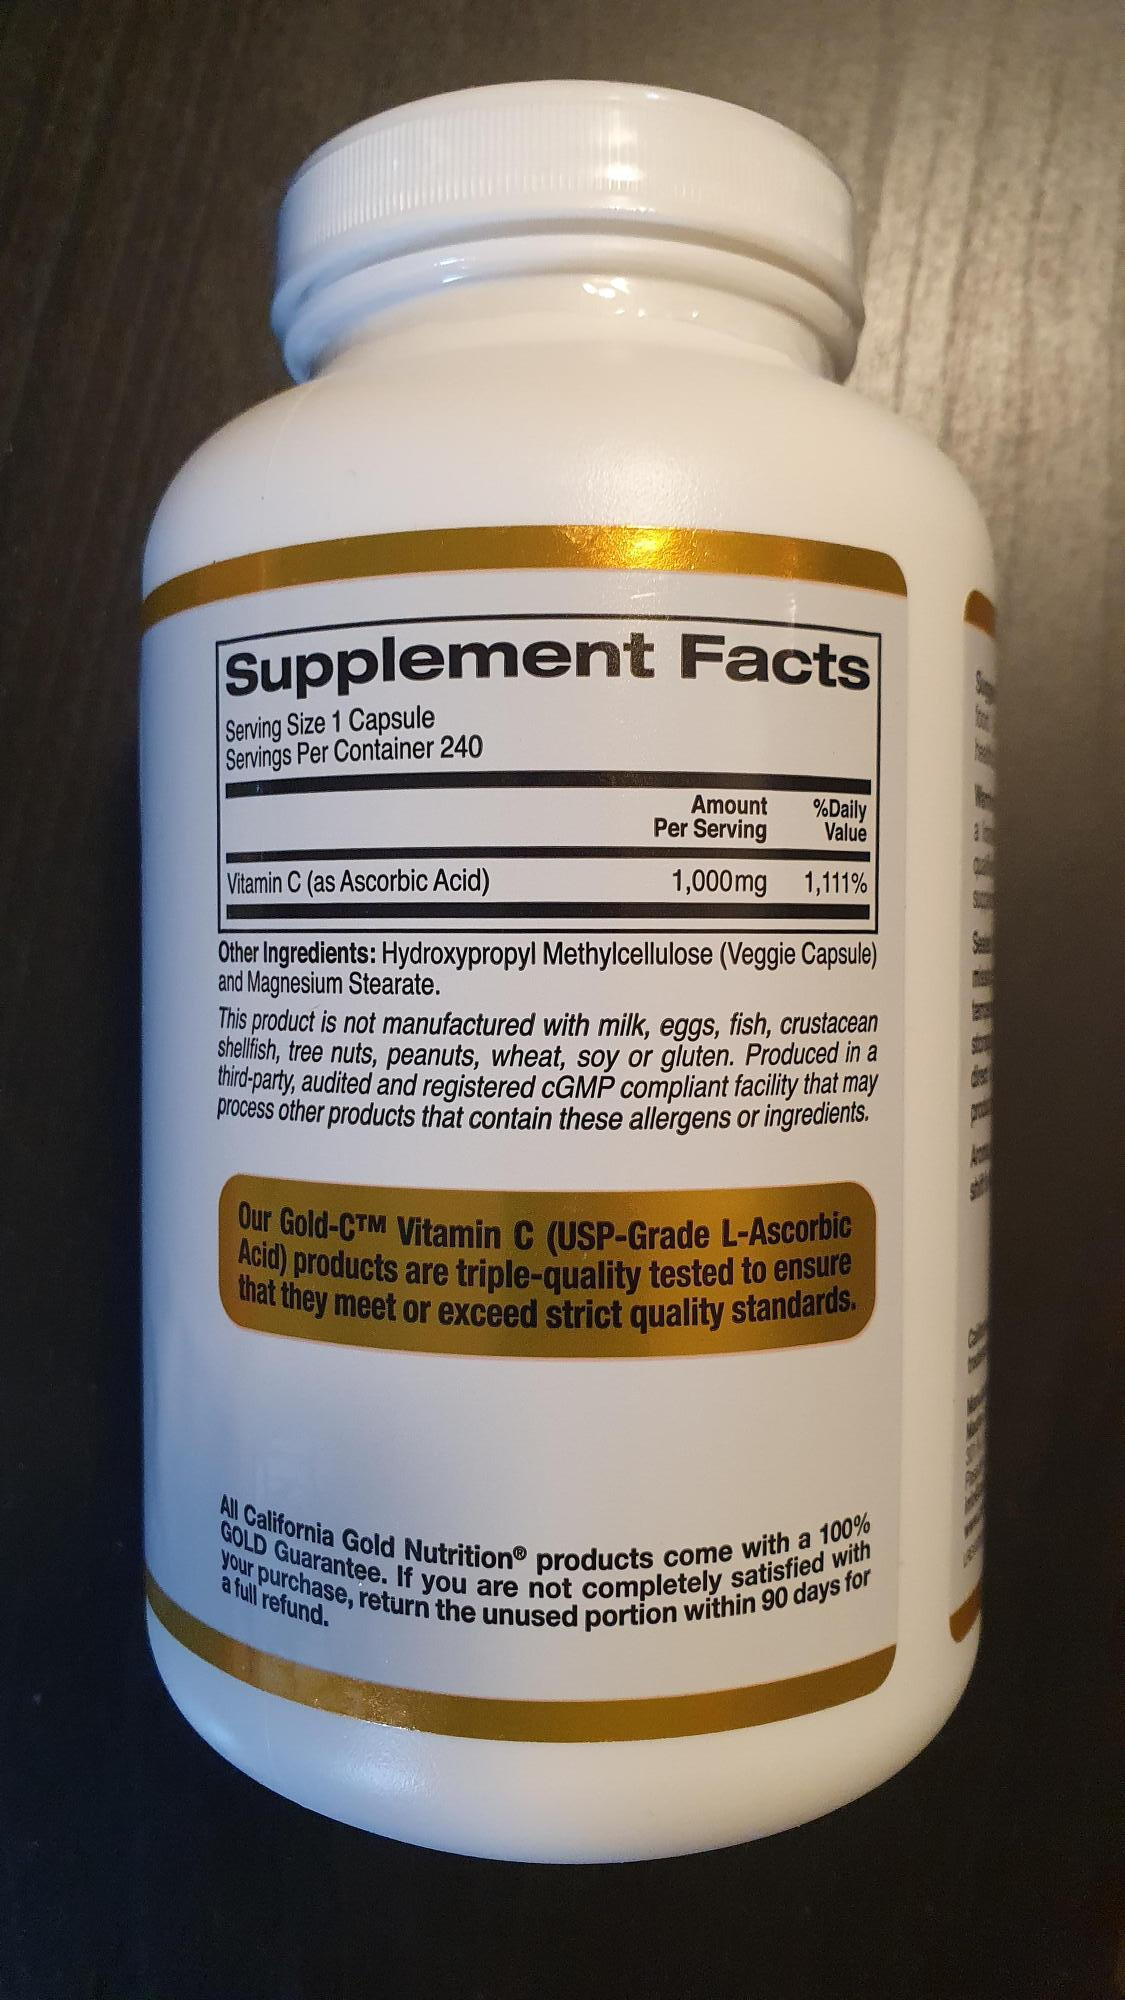 Supplement Facts
Serving Size 1 Capsule
Servings Per Container 240
Amount Per Serving
%Daily Value
Vitamin C (as Ascorbic Acid) 1,000mg 1,111%
Other Ingredients: Hydroxypropyl Methylcellulose (Veggie Capsule)
and Magnesium Stearate.
This product is not manufactured with milk, eggs, fish, crustacean
shellfish, tree nuts, peanuts, wheat, soy or gluten. Produced in a
third-party, audited and registered cGMP compliant facility that may
process other products that contain these allergens or ingredients.
Our Gold-C™ Vitamin C (USP-Grade L-Ascorbic
Acid) products are triple-quality tested to ensure
that they meet or exceed strict quality standards.
All California Gold Nutrition® products come with a 100%
GOLD Guarantee. If you are not completely satisfied with
your purchase, return the unused portion within 90 days for
a full refund.